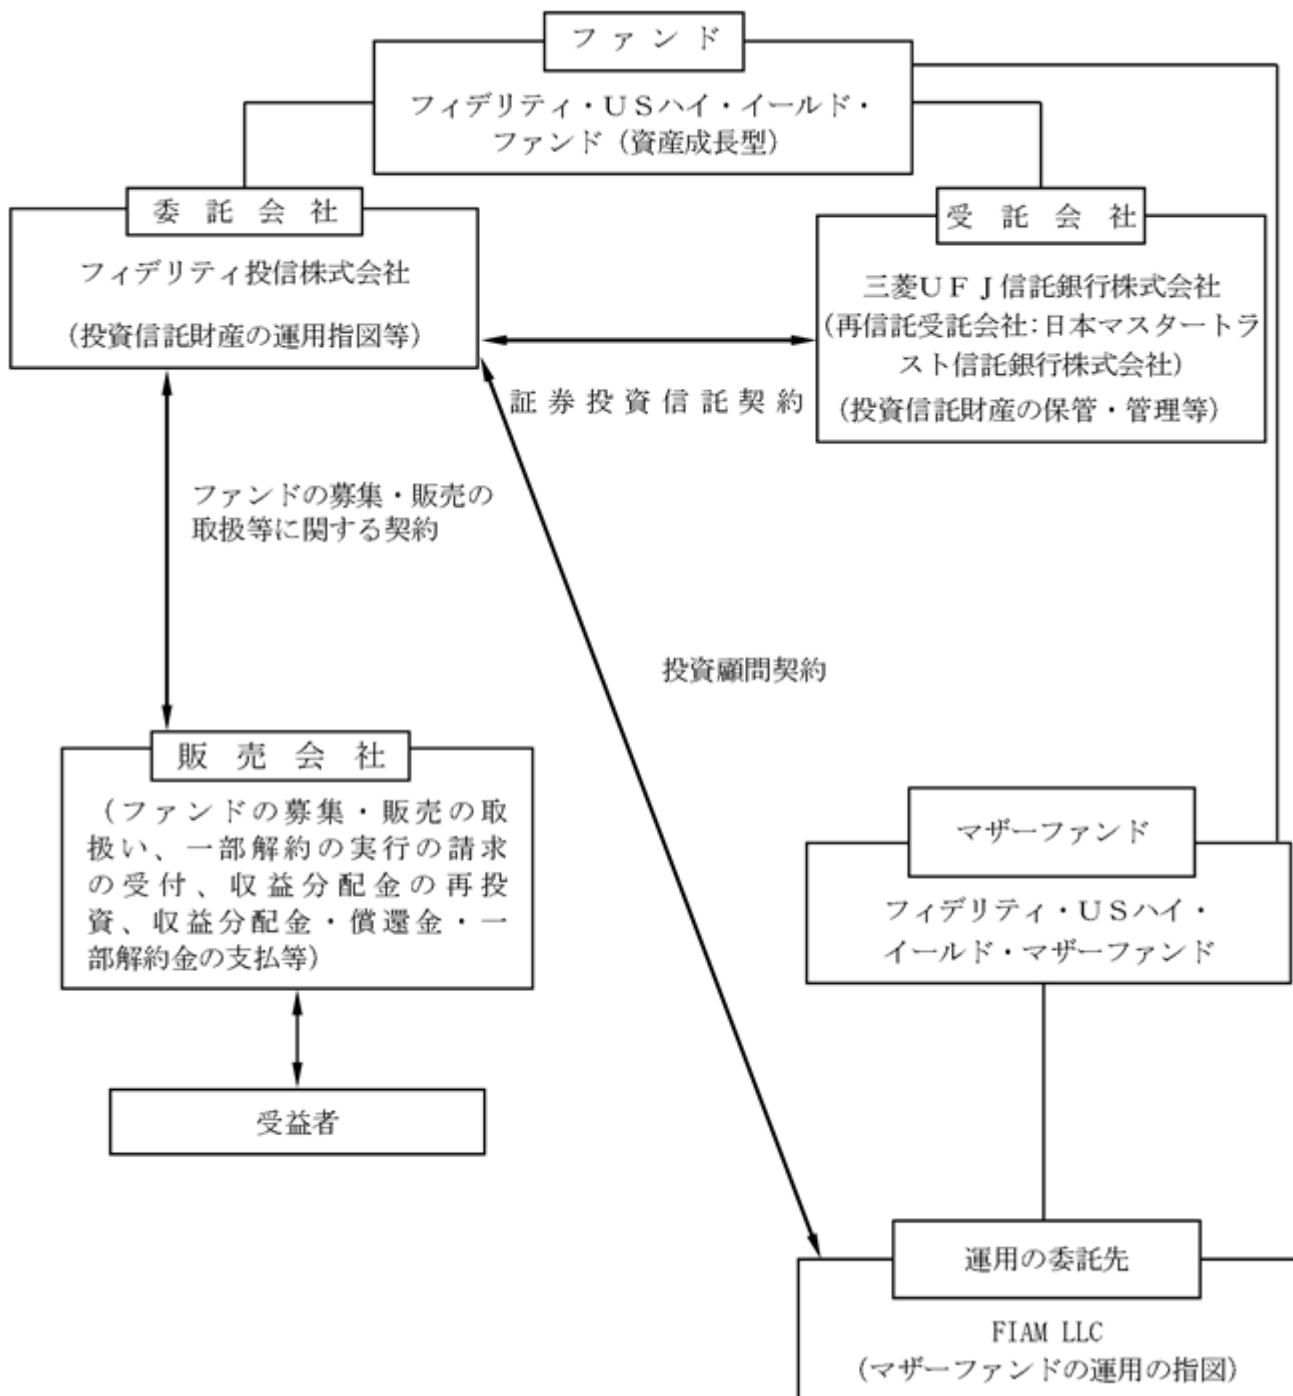 ファンド
フィデリティ・ＵＳハイ・イールド・
ファンド（資産成長型）
委託会社
フィデリティ投信株式会社
（投資信託財産の運用指図等）
受託会社
三菱ＵＦＪ信託銀行株式会社
（再信託受託会社：日本マスタートラ
スト信託銀行株式会社）
（投資信託財産の保管・管理等）
証券投資信託契約
ファンドの募集・販売の
取扱等に関する契約
投資顧問契約
販売会社
（ファンドの募集・販売の取
扱い、一部解約の実行の請求
の受付、収益分配金の再投
資、収益分配金・償還金・一
部解約金の支払等）
受益者
マザーファンド
フィデリティ・ＵＳハイ・
イールド・マザーファンド
運用の委託先
FIAM LLC
（マザーファンドの運用の指図）